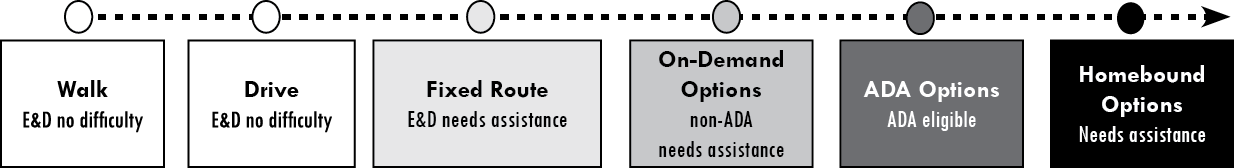 Walk
E&D no difficulty
Drive
E&D no difficulty
Fixed Route
E&D needs assistance
On-Demand
Options
non-ADA
needs assistance
ADA Options
ADA eligible
Homebound
Options
Needs assistance